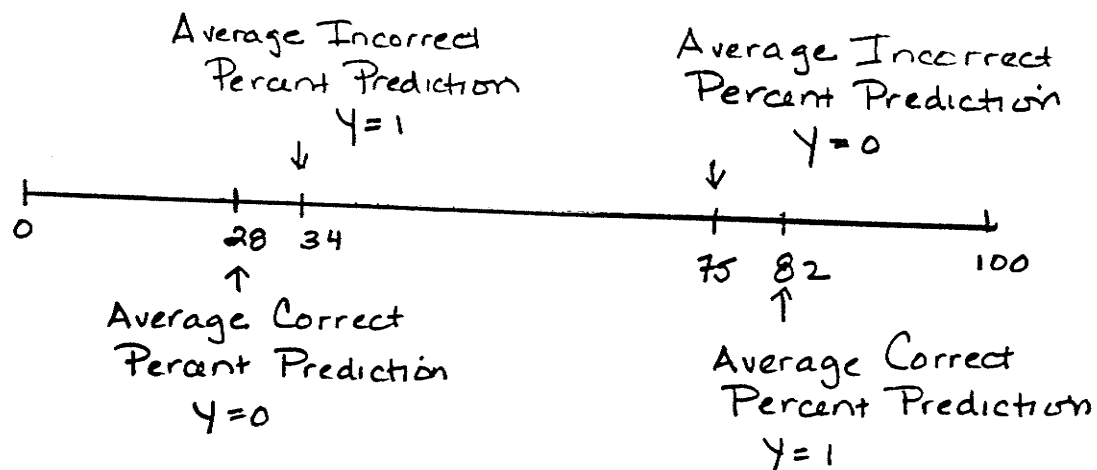 Average Incorrect
Percent Prediction
Y = 1
Average Incorrect
Percent Prediction
Y = 0
0
28
34
75
82
100
Average Correct
Percent Prediction
Y = 0
Average Correct
Percent Prediction
Y = 1